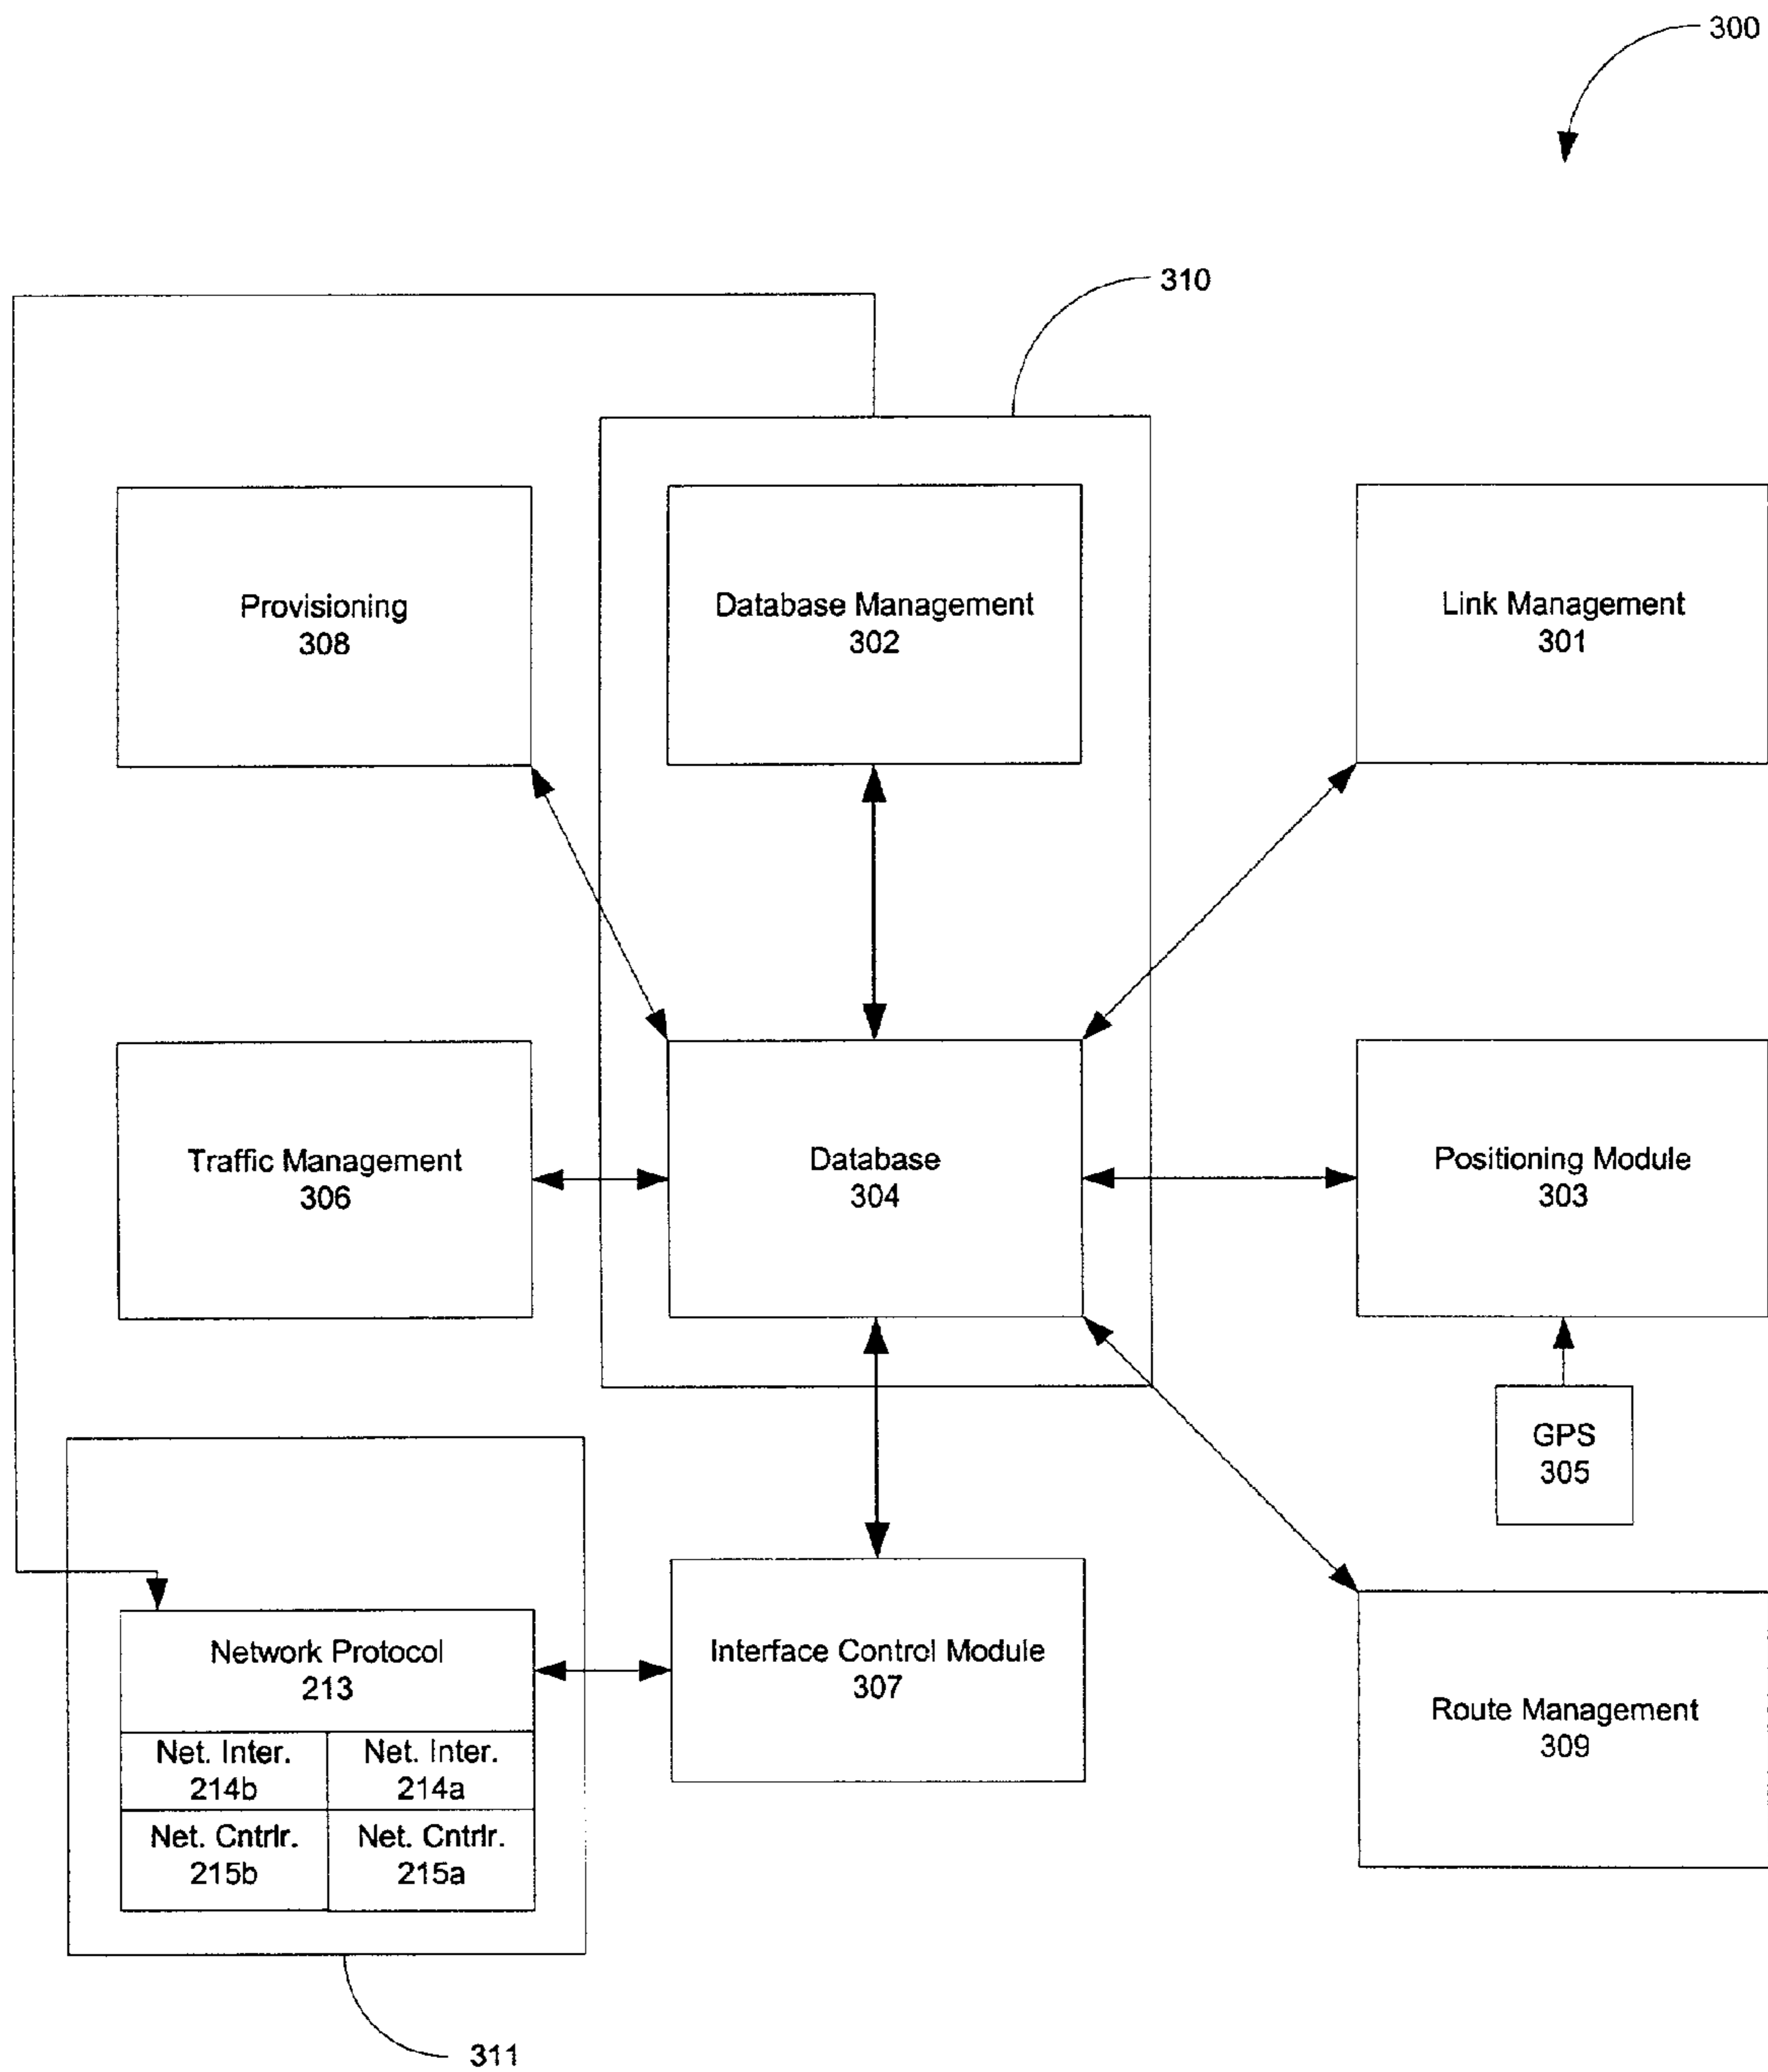 300
310
Provisioning
308
Database Management
302
Link Management
301
Traffic Management
306
Database
304
Positioning Module
303
GPS
305
Network Protocol
213
Net. Inter.
214b
Net. Inter.
214a
Net. Cntrlr.
215b
Net. Cntrlr.
215a
Interface Control Module
307
Route Management
309
311